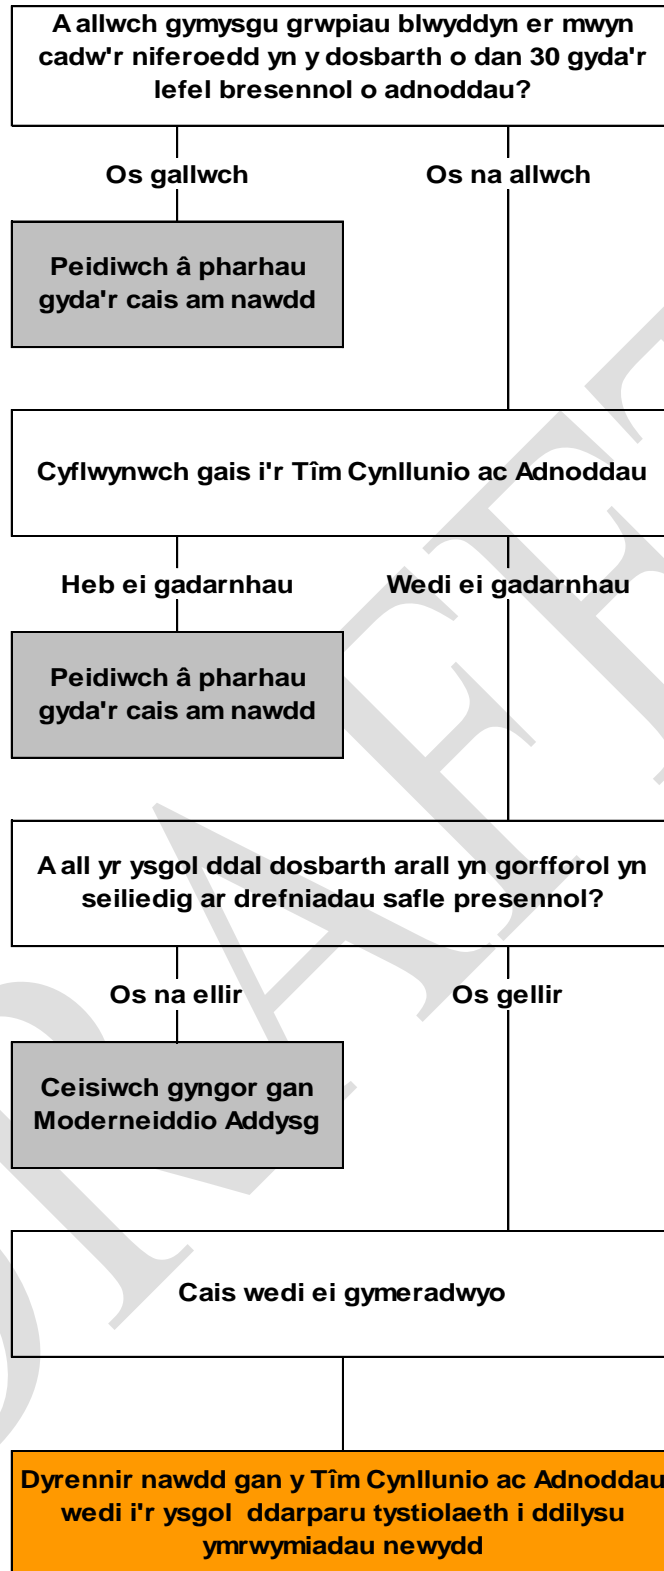 A allwch gymysgu grwpiau blwyddyn er mwyn
cadw'r niferoedd yn y dosbarth o dan 30 gyda'r
lefel bresennol o adnoddau?
Os gallwch
Os na allwch
Peidiwch â pharhau
gyda'r cais am nawdd
Cyflwynwch gais i'r Tîm Cynllunio ac Adnoddau
Heb ei gadarnhau
Wedi ei gadarnhau
Peidiwch â pharhau
gyda'r cais am nawdd
A all yr ysgol ddal dosbarth arall yn gorfforol yn
seiliedig ar drefniadau safle presennol?
Os na ellir
Os gellir
Ceisiwch gyngor gan
Moderneiddio Addysg
Cais wedi ei gymeradwyo
Dyrennir nawdd gan y Tîm Cynllunio ac Adnoddau
wedi i'r ysgol ddarparu tystiolaeth i ddilysu
ymrwymiadau newydd
DRAFT